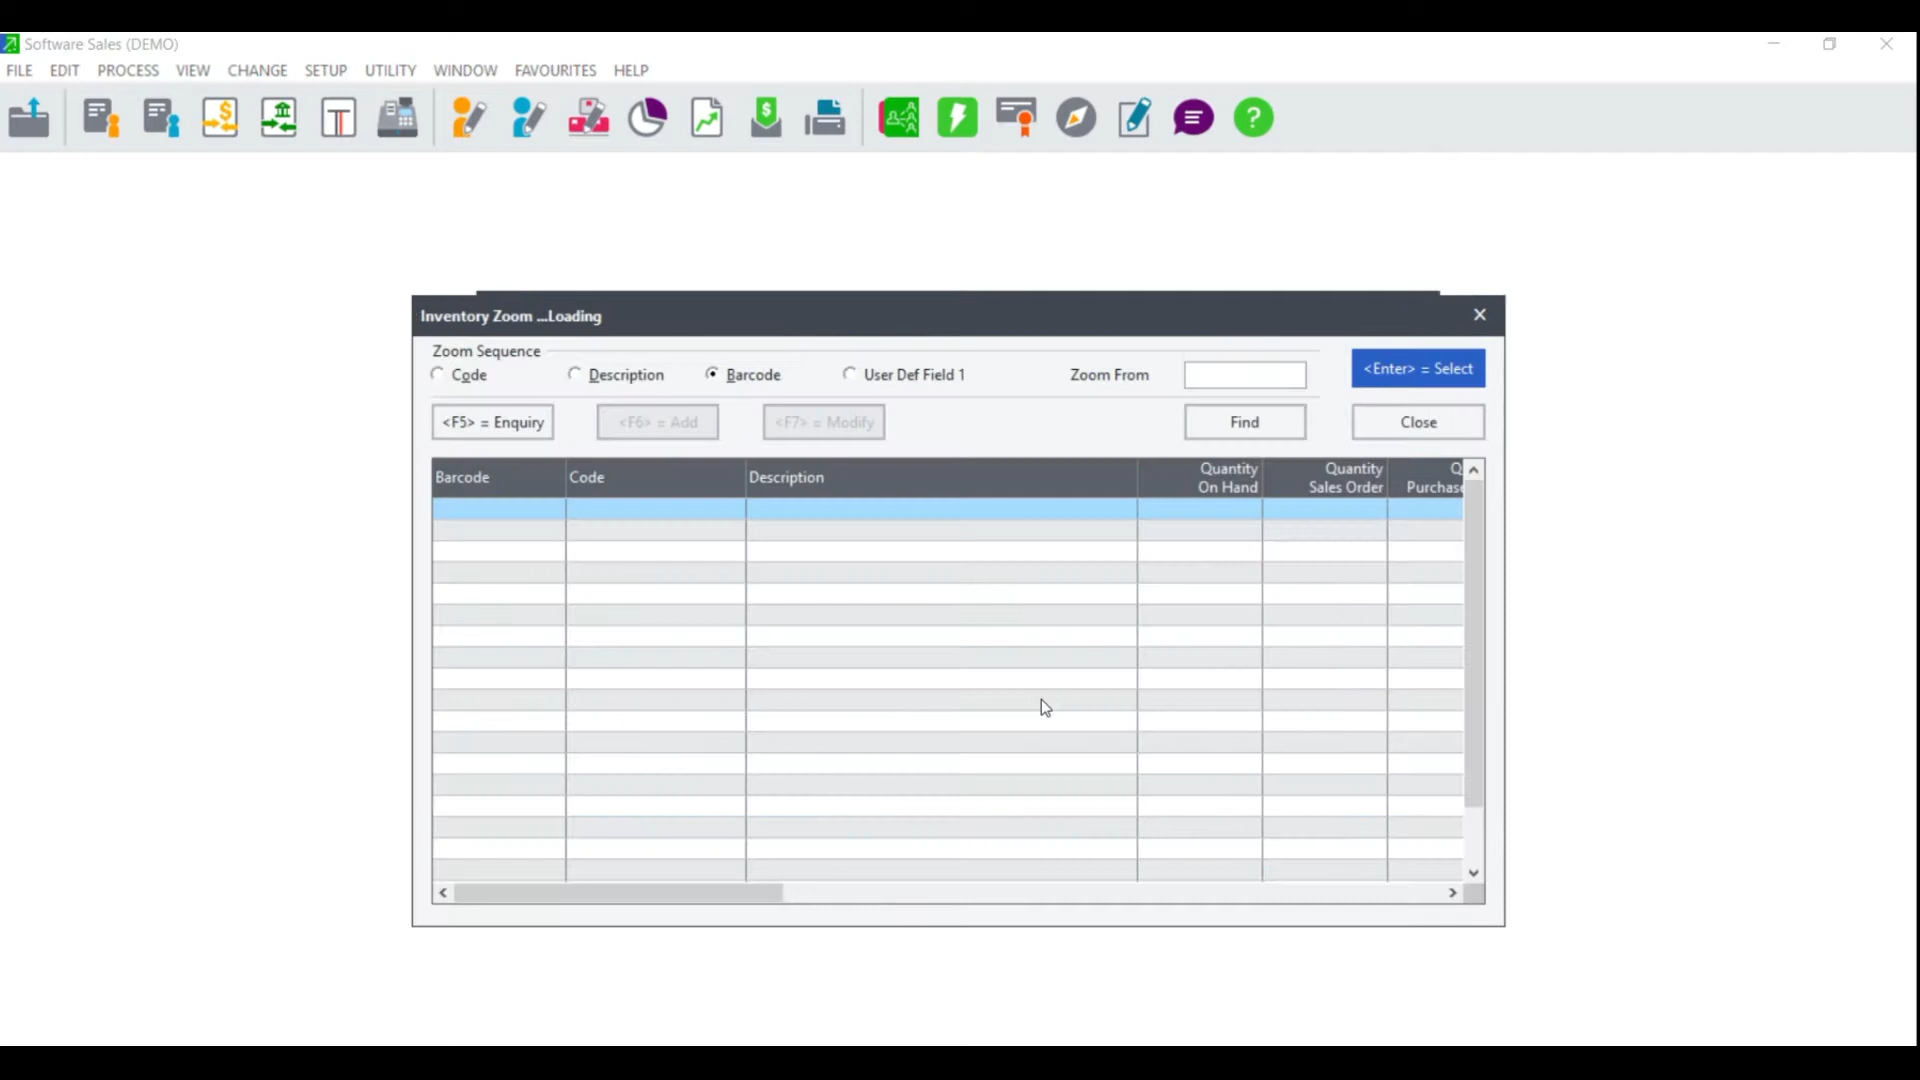 Software Sales (DEMO)
FILE EDIT PROCESS VIEW CHANGE SETUP UTILITY WINDOW FAVOURITES HELP
Inventory Zoom ...Loading
Zoom Sequence
Code Description Barcode User Def Field 1 Zoom From <Enter> = Select
<F5> = Enquiry <F6> = Add <F7> = Modify Find Close
Barcode Code Description Quantity On Hand Quantity Sales Order Q Purchase